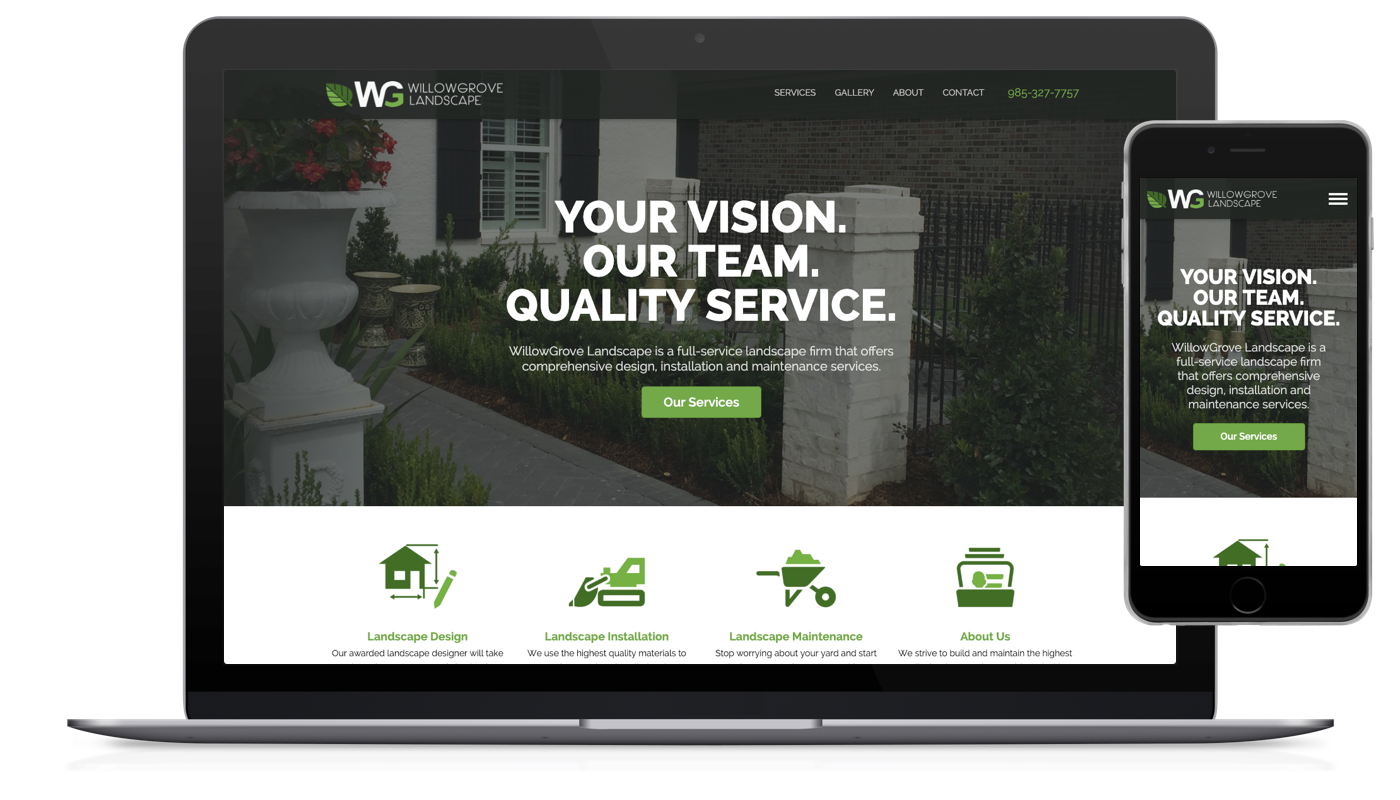 WG WILLOWGROVE
LANDSCAPE
SERVICES GALLERY ABOUT CONTACT 985-327-7757
YOUR VISION.
OUR TEAM.
QUALITY SERVICE.
WillowGrove Landscape is a full-service landscape firm that offers
comprehensive design, installation and maintenance services.
Our Services
Landscape Design
Our awarded landscape designer will take
Landscape Installation
We use the highest quality materials to
Landscape Maintenance
Stop worrying about your yard and start
About Us
We strive to build and maintain the highest
WG WILLOWGROVE
LANDSCAPE
YOUR VISION.
OUR TEAM.
QUALITY SERVICE.
WillowGrove Landscape is a
full-service landscape firm
that offers comprehensive
design, installation and
maintenance services.
Our Services